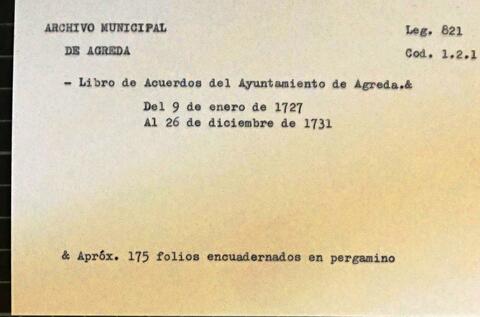 ARCHIVO MUNICIPAL Leg. 821
DE AGREDA Cod. 1.2.1
- Libro de Acuerdos del Ayuntamiento de Agreda.&
Del 9 de enero de 1727
Al 26 de diciembre de 1731
& Apróx. 175 folios encuadernados en pergamino